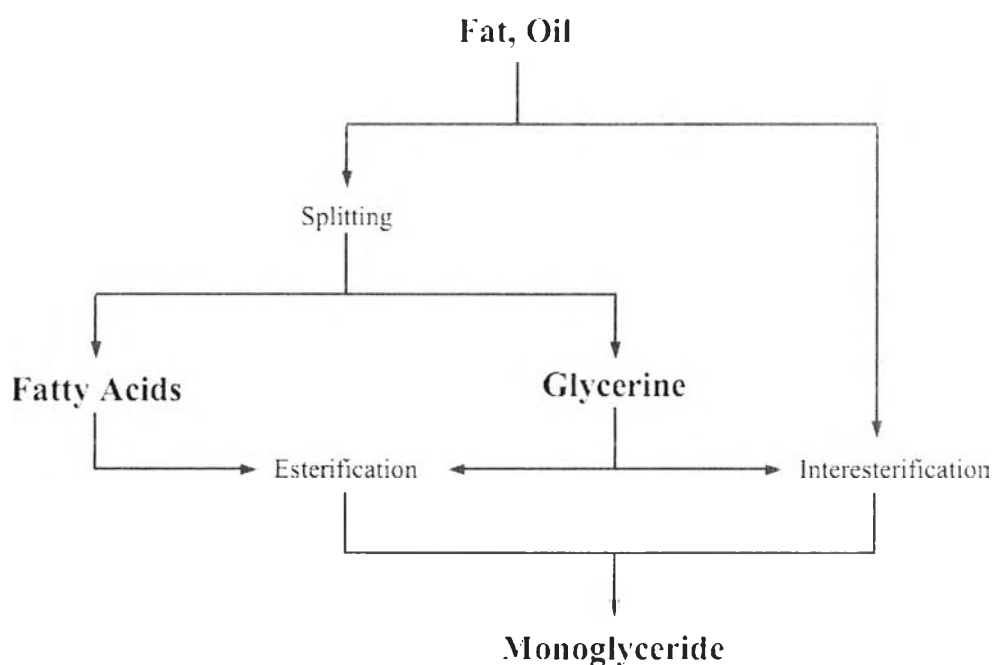 Fat, Oil
Splitting
Fatty Acids
Glycerine
Esterification
Interesterification
Monoglyceride